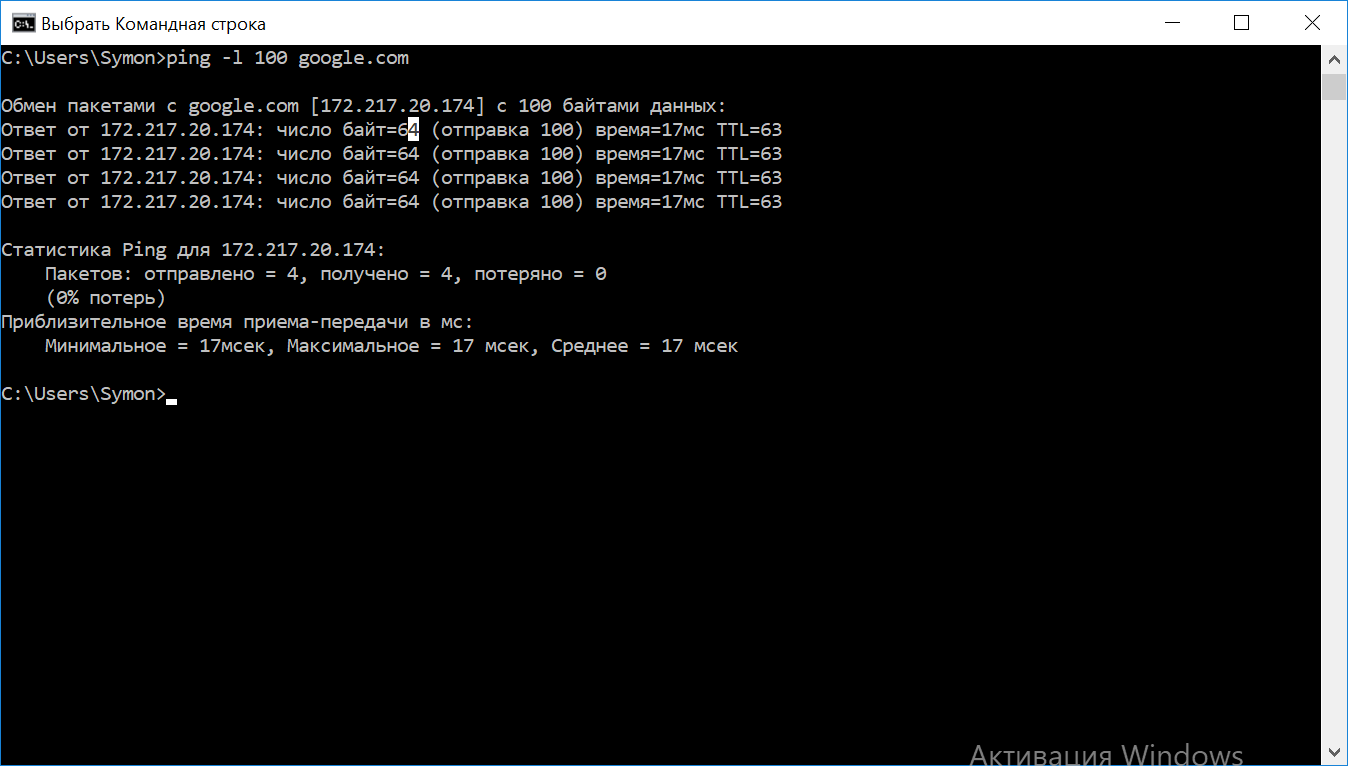 Выбрать Командная строка
C:\Users\Symon>ping -l 100 google.com
Обмен пакетами с google.com [172.217.20.174] с 100 байтами данных:
Ответ от 172.217.20.174: число байт=64 (отправка 100) время=17мс TTL=63
Ответ от 172.217.20.174: число байт=64 (отправка 100) время=17мс TTL=63
Ответ от 172.217.20.174: число байт=64 (отправка 100) время=17мс TTL=63
Ответ от 172.217.20.174: число байт=64 (отправка 100) время=17мс TTL=63
Статистика Ping для 172.217.20.174:
Пакетов: отправлено = 4, получено = 4, потеряно = 0
(0% потерь)
Приблизительное время приема-передачи в мс:
Минимальное = 17мсек, Максимальное = 17 мсек, Среднее = 17 мсек
C:\Users\Symon>
Активация Windows